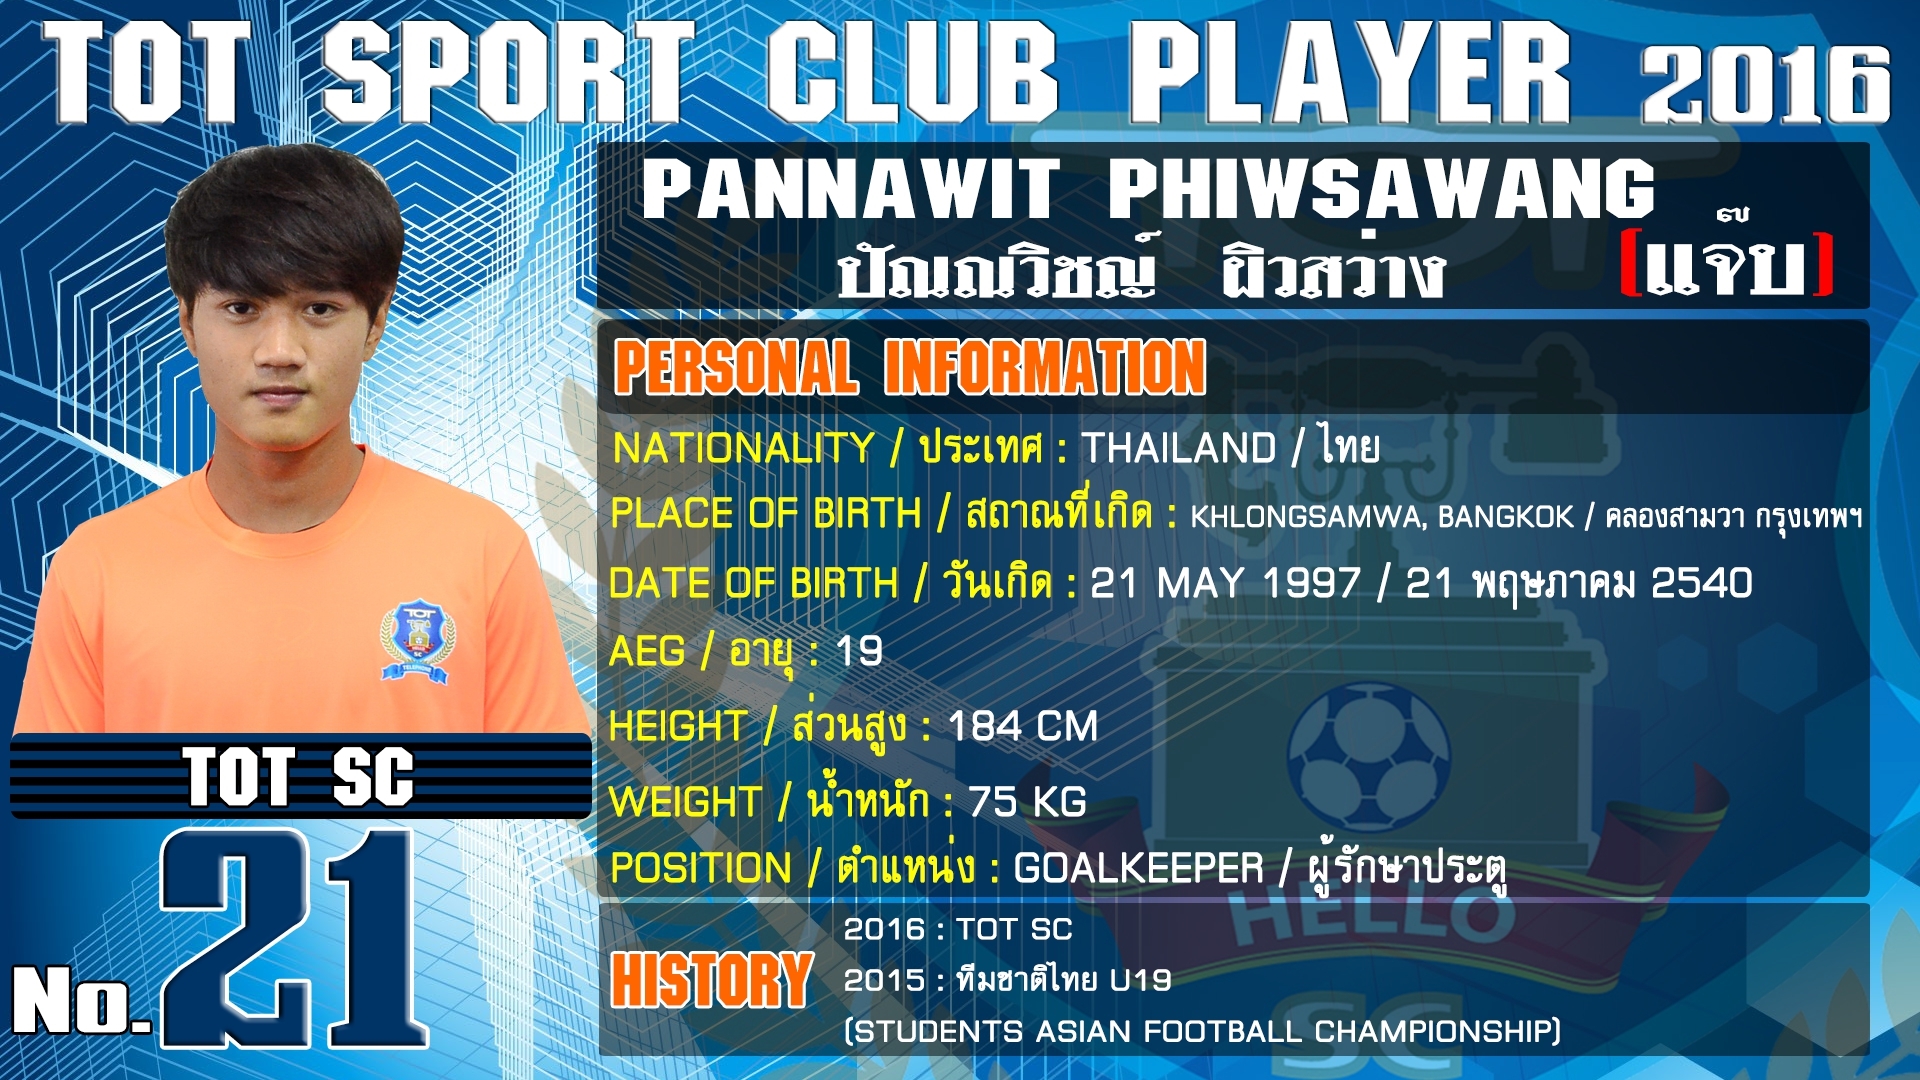 TOT SPORT CLUB PLAYER 2016
PANNAWIT PHIWSAWANG
ปัณณวิชญ์ ผิวสว่าง (แจ๊บ)
PERSONAL INFORMATION
NATIONALITY / ประเทศ : THAILAND / ไทย
PLACE OF BIRTH / สถาณที่เกิด : KHLONGSAMWA, BANGKOK / คลองสามวา กรุงเทพฯ
DATE OF BIRTH / วันเกิด : 21 MAY 1997 / 21 พฤษภาคม 2540
AEG / อายุ : 19
HEIGHT / ส่วนสูง : 184 CM
WEIGHT / น้ำหนัก : 75 KG
POSITION / ตำแหน่ง : GOALKEEPER / ผู้รักษาประตู
HISTORY
2016 : TOT SC
2015 : ทีมชาติไทย U19
(STUDENTS ASIAN FOOTBALL CHAMPIONSHIP)
TOT
SC
TELEPHONE
TOT SC
No.21
HELLO
SC